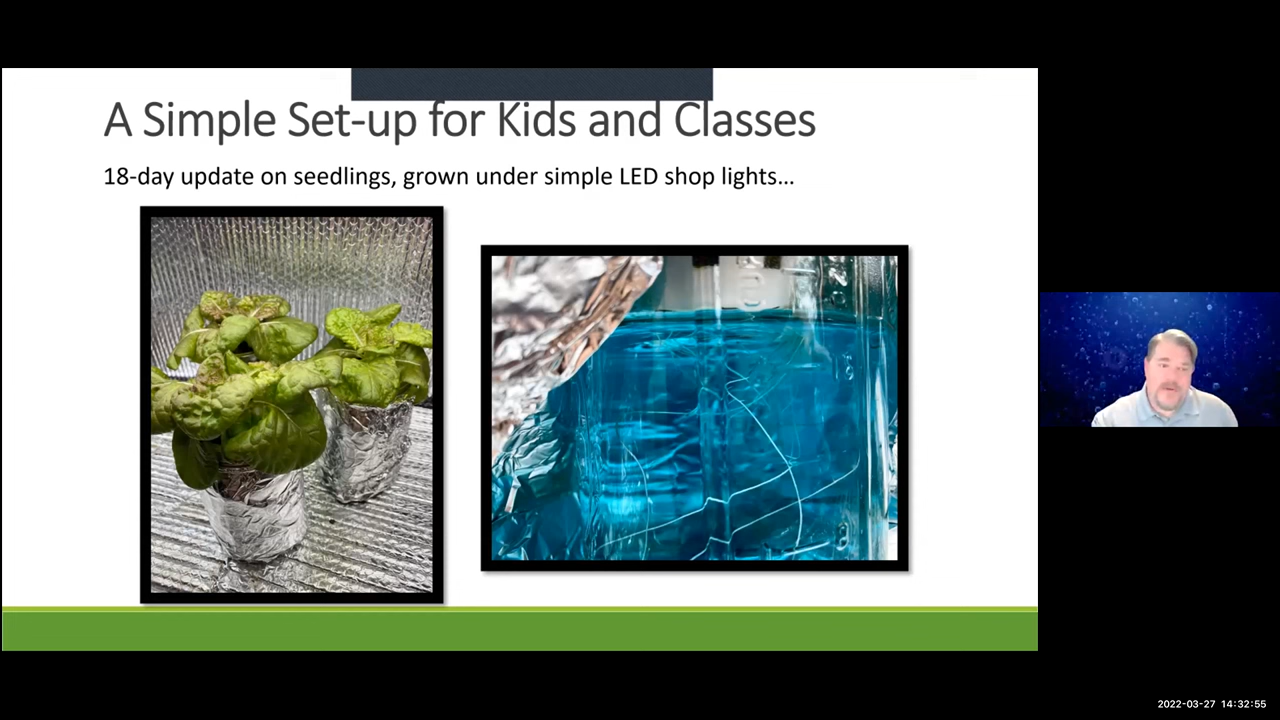 A Simple Set-up for Kids and Classes
18-day update on seedlings, grown under simple LED shop lights...
2022-03-27 14:32:55